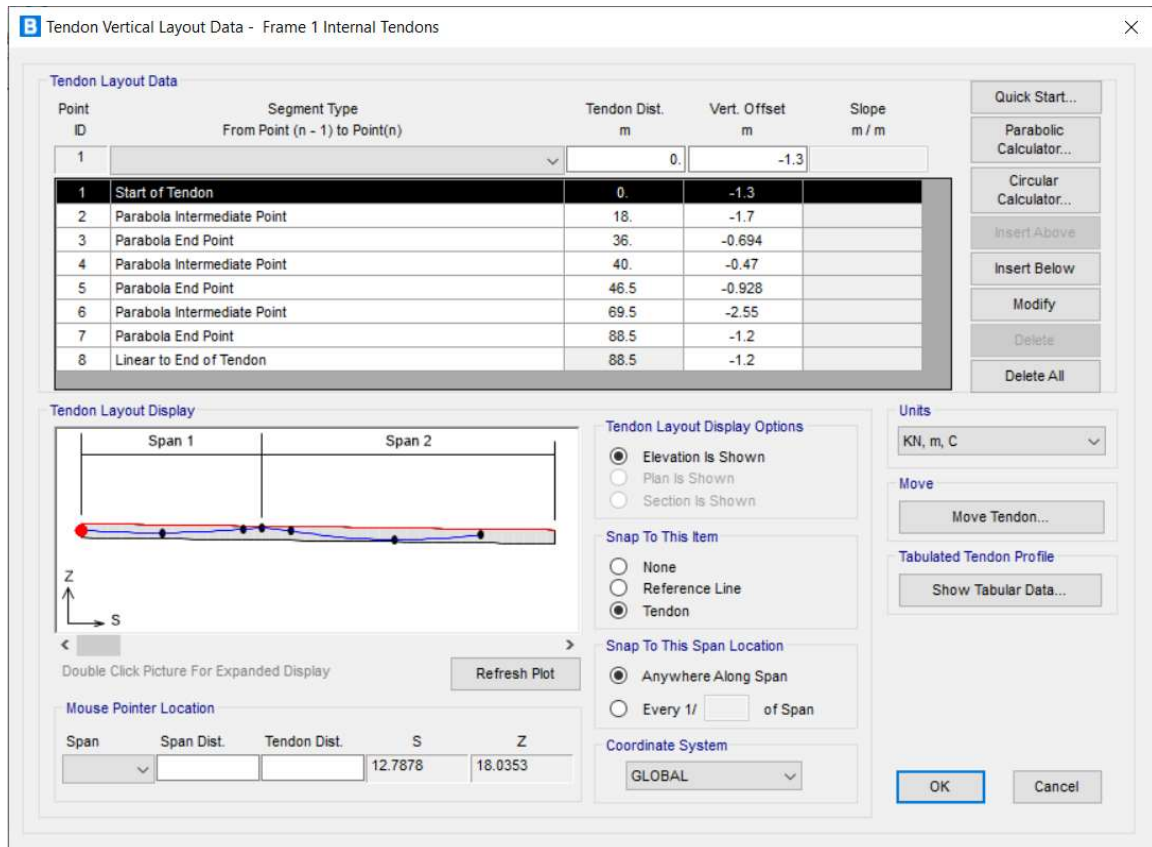 B Tendon Vertical Layout Data - Frame 1 Internal Tendons
Tendon Layout Data
Point Segment Type Tendon Dist. Vert. Offset Slope
ID From Point (n - 1) to Point(n) m m m / m
1 0. -1.3
1 Start of Tendon 0. -1.3
2 Parabola Intermediate Point 18. -1.7
3 Parabola End Point 36. -0.694
4 Parabola Intermediate Point 40. -0.47
5 Parabola End Point 46.5 -0.928
6 Parabola Intermediate Point 69.5 -2.55
7 Parabola End Point 88.5 -1.2
8 Linear to End of Tendon 88.5 -1.2
Quick Start...
Parabolic
Calculator...
Circular
Calculator...
Insert Above
Insert Below
Modify
Delete
Delete All
Tendon Layout Display
Span 1 Span 2
Z
S
Double Click Picture For Expanded Display
Refresh Plot
Mouse Pointer Location
Span Span Dist. Tendon Dist. S Z
12.7878 18.0353
Tendon Layout Display Options
Elevation Is Shown
Plan Is Shown
Section Is Shown
Snap To This Item
None
Reference Line
Tendon
Snap To This Span Location
Anywhere Along Span
Every 1/ of Span
Coordinate System
GLOBAL
Units
KN, m, C
Move
Move Tendon...
Tabulated Tendon Profile
Show Tabular Data...
OK Cancel